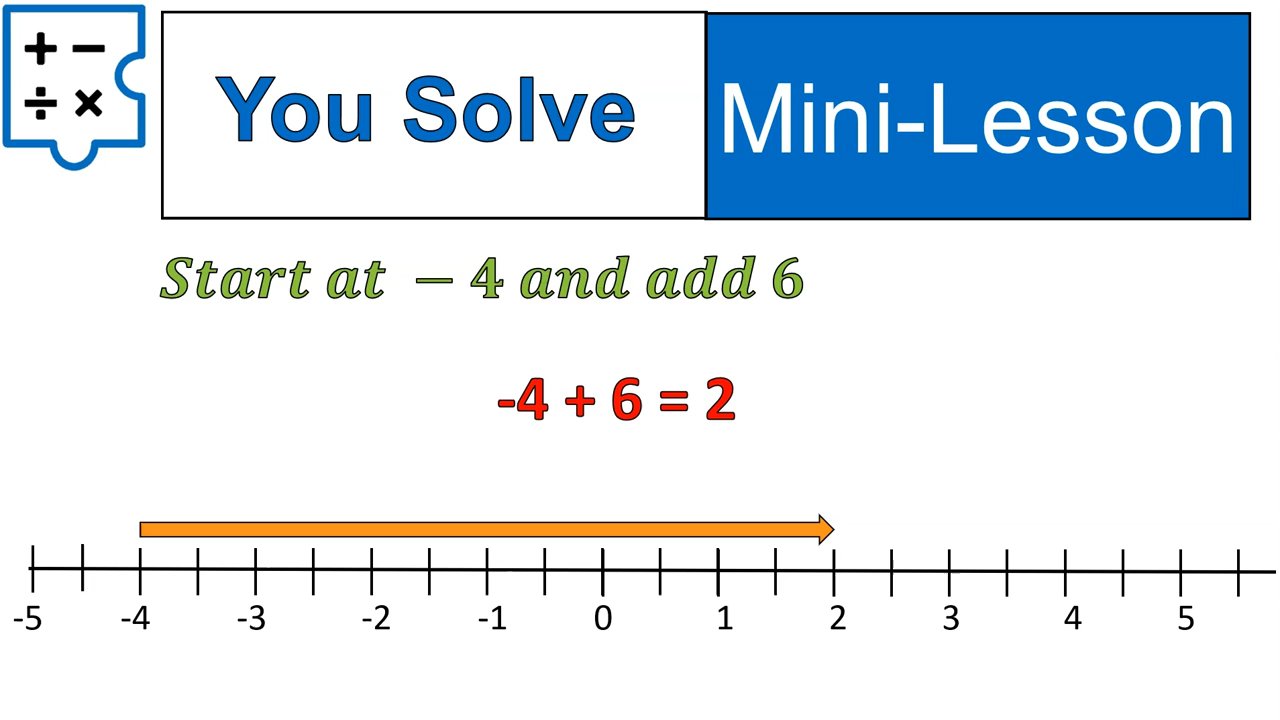 + −
÷ ×
You Solve Mini-Lesson
Start at − 4 and add 6
-4 + 6 = 2
-5 -4 -3 -2 -1 0 1 2 3 4 5